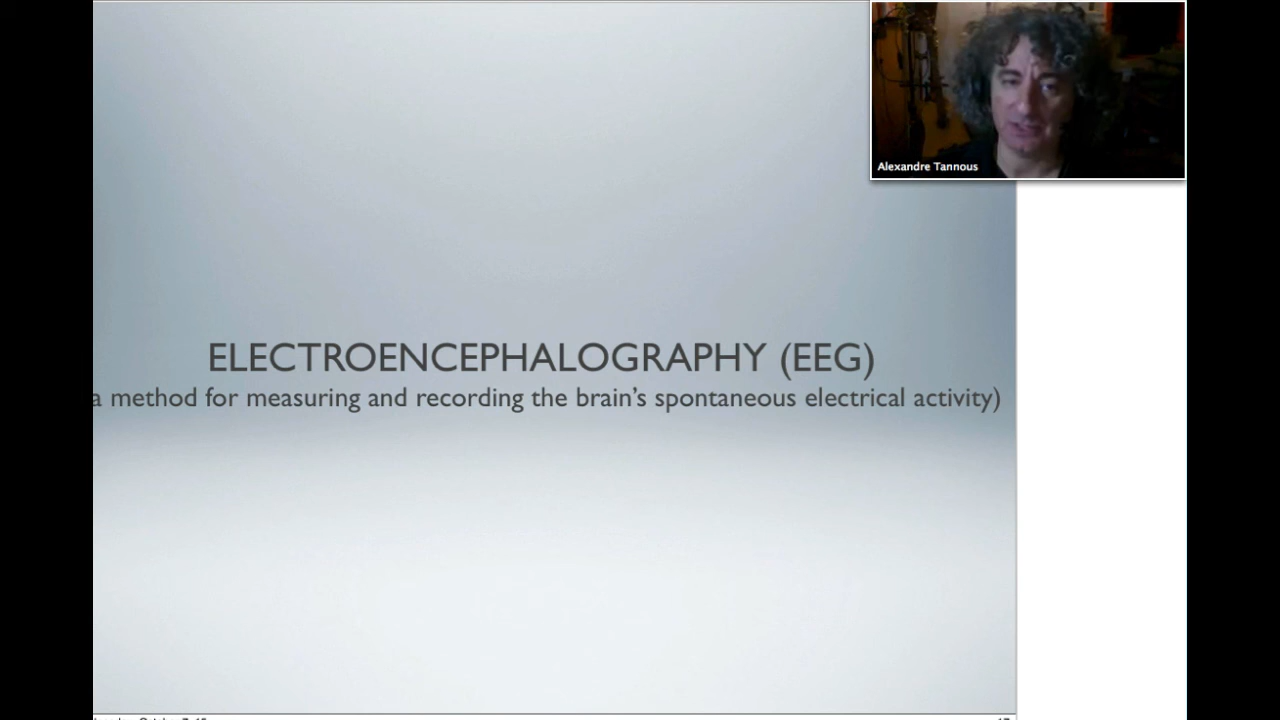 Alexandre Tannous
ELECTROENCEPHALOGRAPHY (EEG)
a method for measuring and recording the brain’s spontaneous electrical activity)